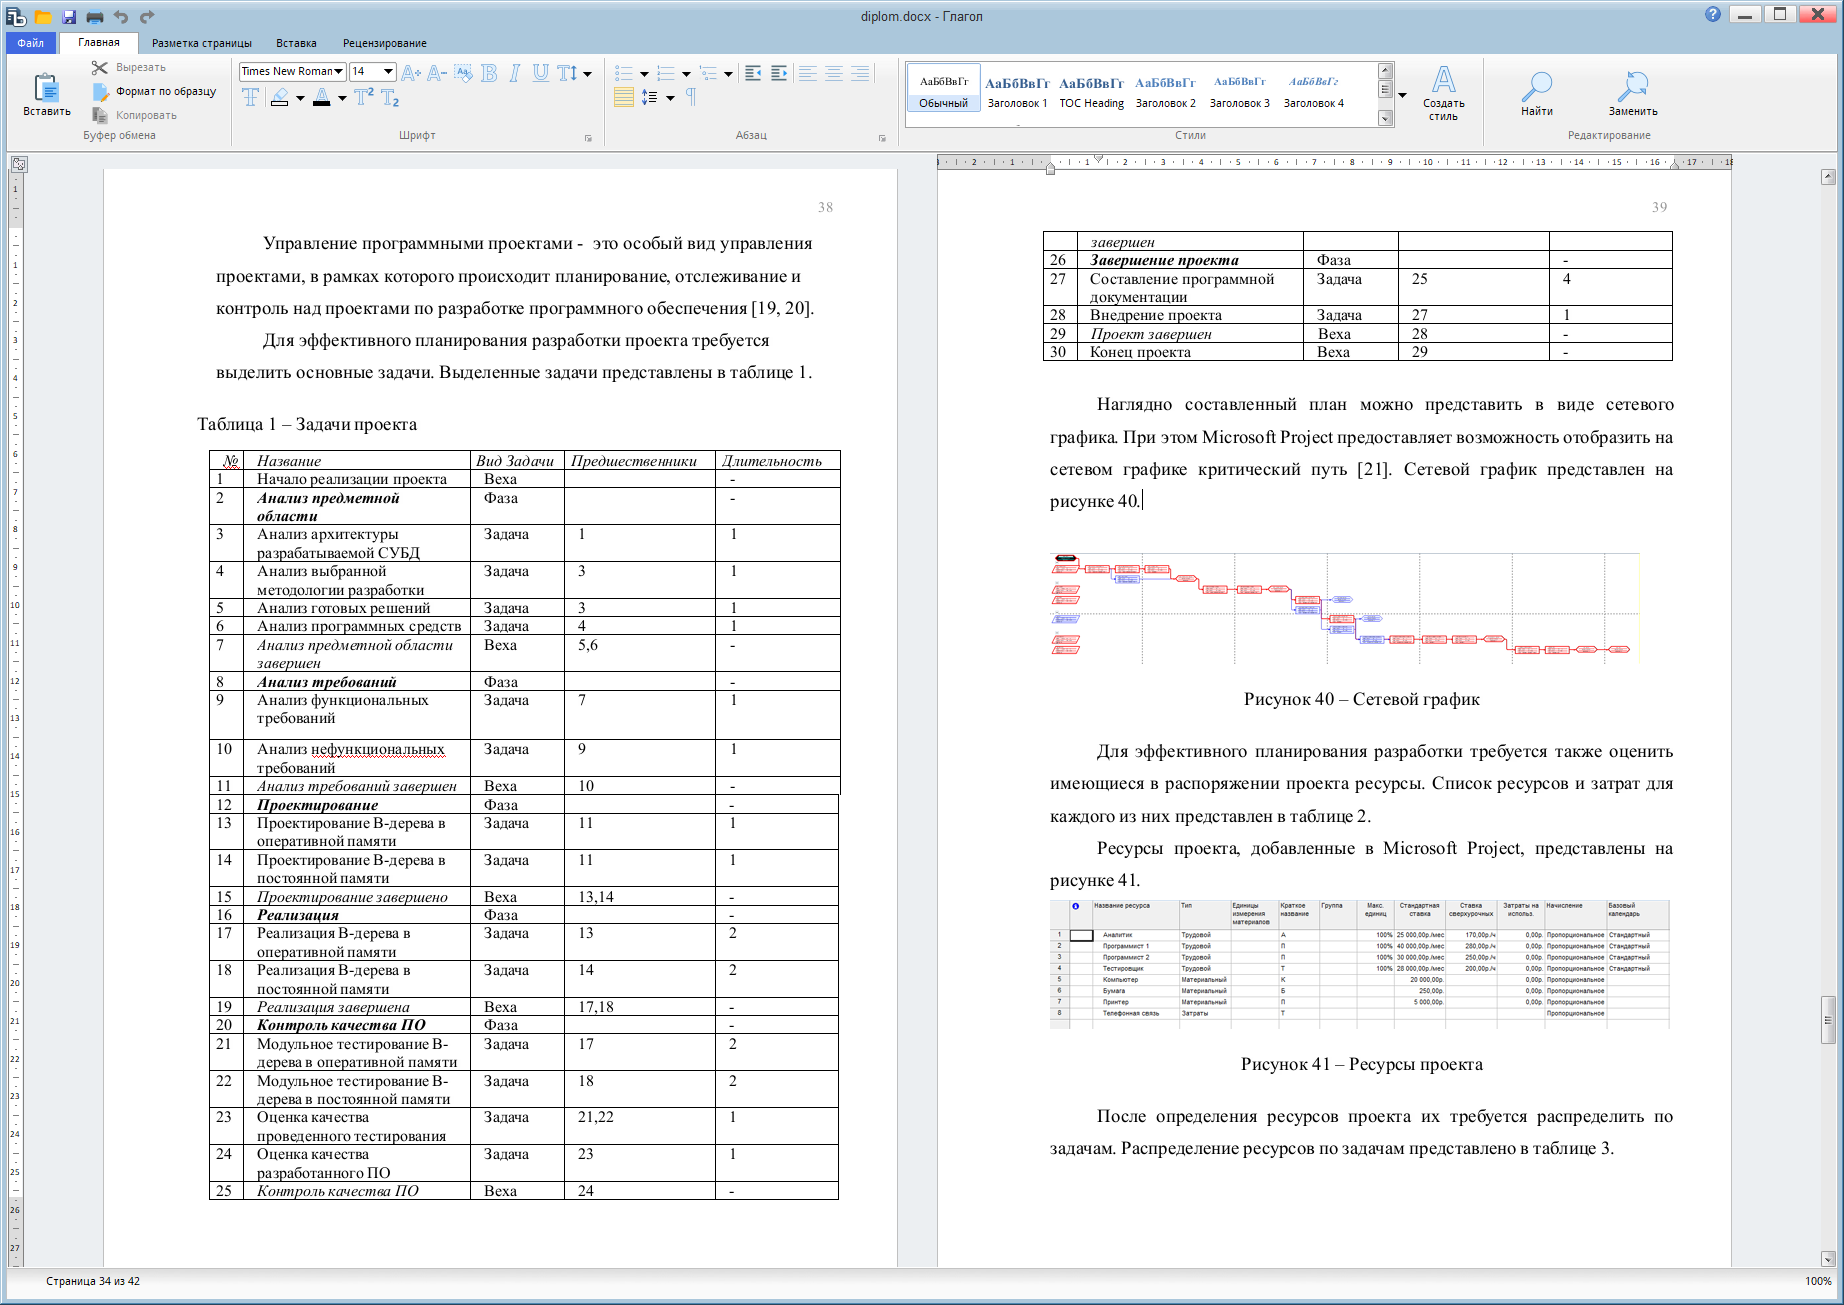 diplom.docx - Глагол
Файл
Главная
Разметка страницы
Вставка
Рецензирование
Вставить
Вырезать
Формат по образцу
Копировать
Буфер обмена
Times New Roman
14
Шрифт
Абзац
АаБбВвГг АаБбВвГг АаБбВвГг АаБбВвГг АаБбВвГг АаБбВвГг
Обычный Заголовок 1 TOC Heading Заголовок 2 Заголовок 3 Заголовок 4
Стили
Создать стиль
Найти
Заменить
Редактирование
38
Управление программными проектами - это особый вид управления
проектами, в рамках которого происходит планирование, отслеживание и
контроль над проектами по разработке программного обеспечения [19, 20].
Для эффективного планирования разработки проекта требуется
выделить основные задачи. Выделенные задачи представлены в таблице 1.
Таблица 1 – Задачи проекта
№ Название Вид Задачи Предшественники Длительность
1 Начало реализации проекта Веха -
2 Анализ предметной Фаза -
области
3 Анализ архитектуры Задача 1 1
разрабатываемой СУБД
4 Анализ выбранной Задача 3 1
методологии разработки
5 Анализ готовых решений Задача 3 1
6 Анализ программных средств Задача 4 1
7 Анализ предметной области Веха 5,6 -
завершен
8 Анализ требований Фаза -
9 Анализ функциональных Задача 7 1
требований
10 Анализ нефункциональных Задача 9 1
требований
11 Анализ требований завершен Веха 10 -
12 Проектирование Фаза -
13 Проектирование В-дерева в Задача 11 1
оперативной памяти
14 Проектирование В-дерева в Задача 11 1
постоянной памяти
15 Проектирование завершено Веха 13,14 -
16 Реализация Фаза -
17 Реализация В-дерева в Задача 13 2
оперативной памяти
18 Реализация В-дерева в Задача 14 2
постоянной памяти
19 Реализация завершена Веха 17,18 -
20 Контроль качества ПО Фаза -
21 Модульное тестирование В- Задача 17 2
дерева в оперативной памяти
22 Модульное тестирование В- Задача 18 2
дерева в постоянной памяти
23 Оценка качества Задача 21,22 1
проведенного тестирования
24 Оценка качества Задача 23 1
разработанного ПО
25 Контроль качества ПО Веха 24 -
39
завершен
26 Завершение проекта Фаза -
27 Составление программной Задача 25 4
документации
28 Внедрение проекта Задача 27 1
29 Проект завершен Веха 28 -
30 Конец проекта Веха 29 -
Наглядно составленный план можно представить в виде сетевого
графика. При этом Microsoft Project предоставляет возможность отобразить на
сетевом графике критический путь [21]. Сетевой график представлен на
рисунке 40.
Рисунок 40 – Сетевой график
Для эффективного планирования разработки требуется также оценить
имеющиеся в распоряжении проекта ресурсы. Список ресурсов и затрат для
каждого из них представлен в таблице 2.
Ресурсы проекта, добавленные в Microsoft Project, представлены на
рисунке 41.
Название ресурса Тип Единицы Краткое Группа Макс. Стандартная Ставка Затраты на Начисление Базовый
измерения название единиц ставка сверхурочных использ. календарь
материалов
1 Аналитик Трудовой А 100% 25 000,00р./мес 170,00р./ч 0,00р. Пропорциональное Стандартный
2 Программист 1 Трудовой П 100% 40 000,00р./мес 280,00р./ч 0,00р. Пропорциональное Стандартный
3 Программист 2 Трудовой П 100% 30 000,00р./мес 250,00р./ч 0,00р. Пропорциональное Стандартный
4 Тестировщик Трудовой Т 100% 28 000,00р./мес 200,00р./ч 0,00р. Пропорциональное Стандартный
5 Компьютер Материальный К 20 000,00р. 0,00р. Пропорциональное
6 Бумага Материальный Б 250,00р. 0,00р. Пропорциональное
7 Принтер Материальный П 5 000,00р. 0,00р. Пропорциональное
8 Телефонная связь Затраты Т Пропорциональное
Рисунок 41 – Ресурсы проекта
После определения ресурсов проекта их требуется распределить по
задачам. Распределение ресурсов по задачам представлено в таблице 3.
Страница 34 из 42
100%